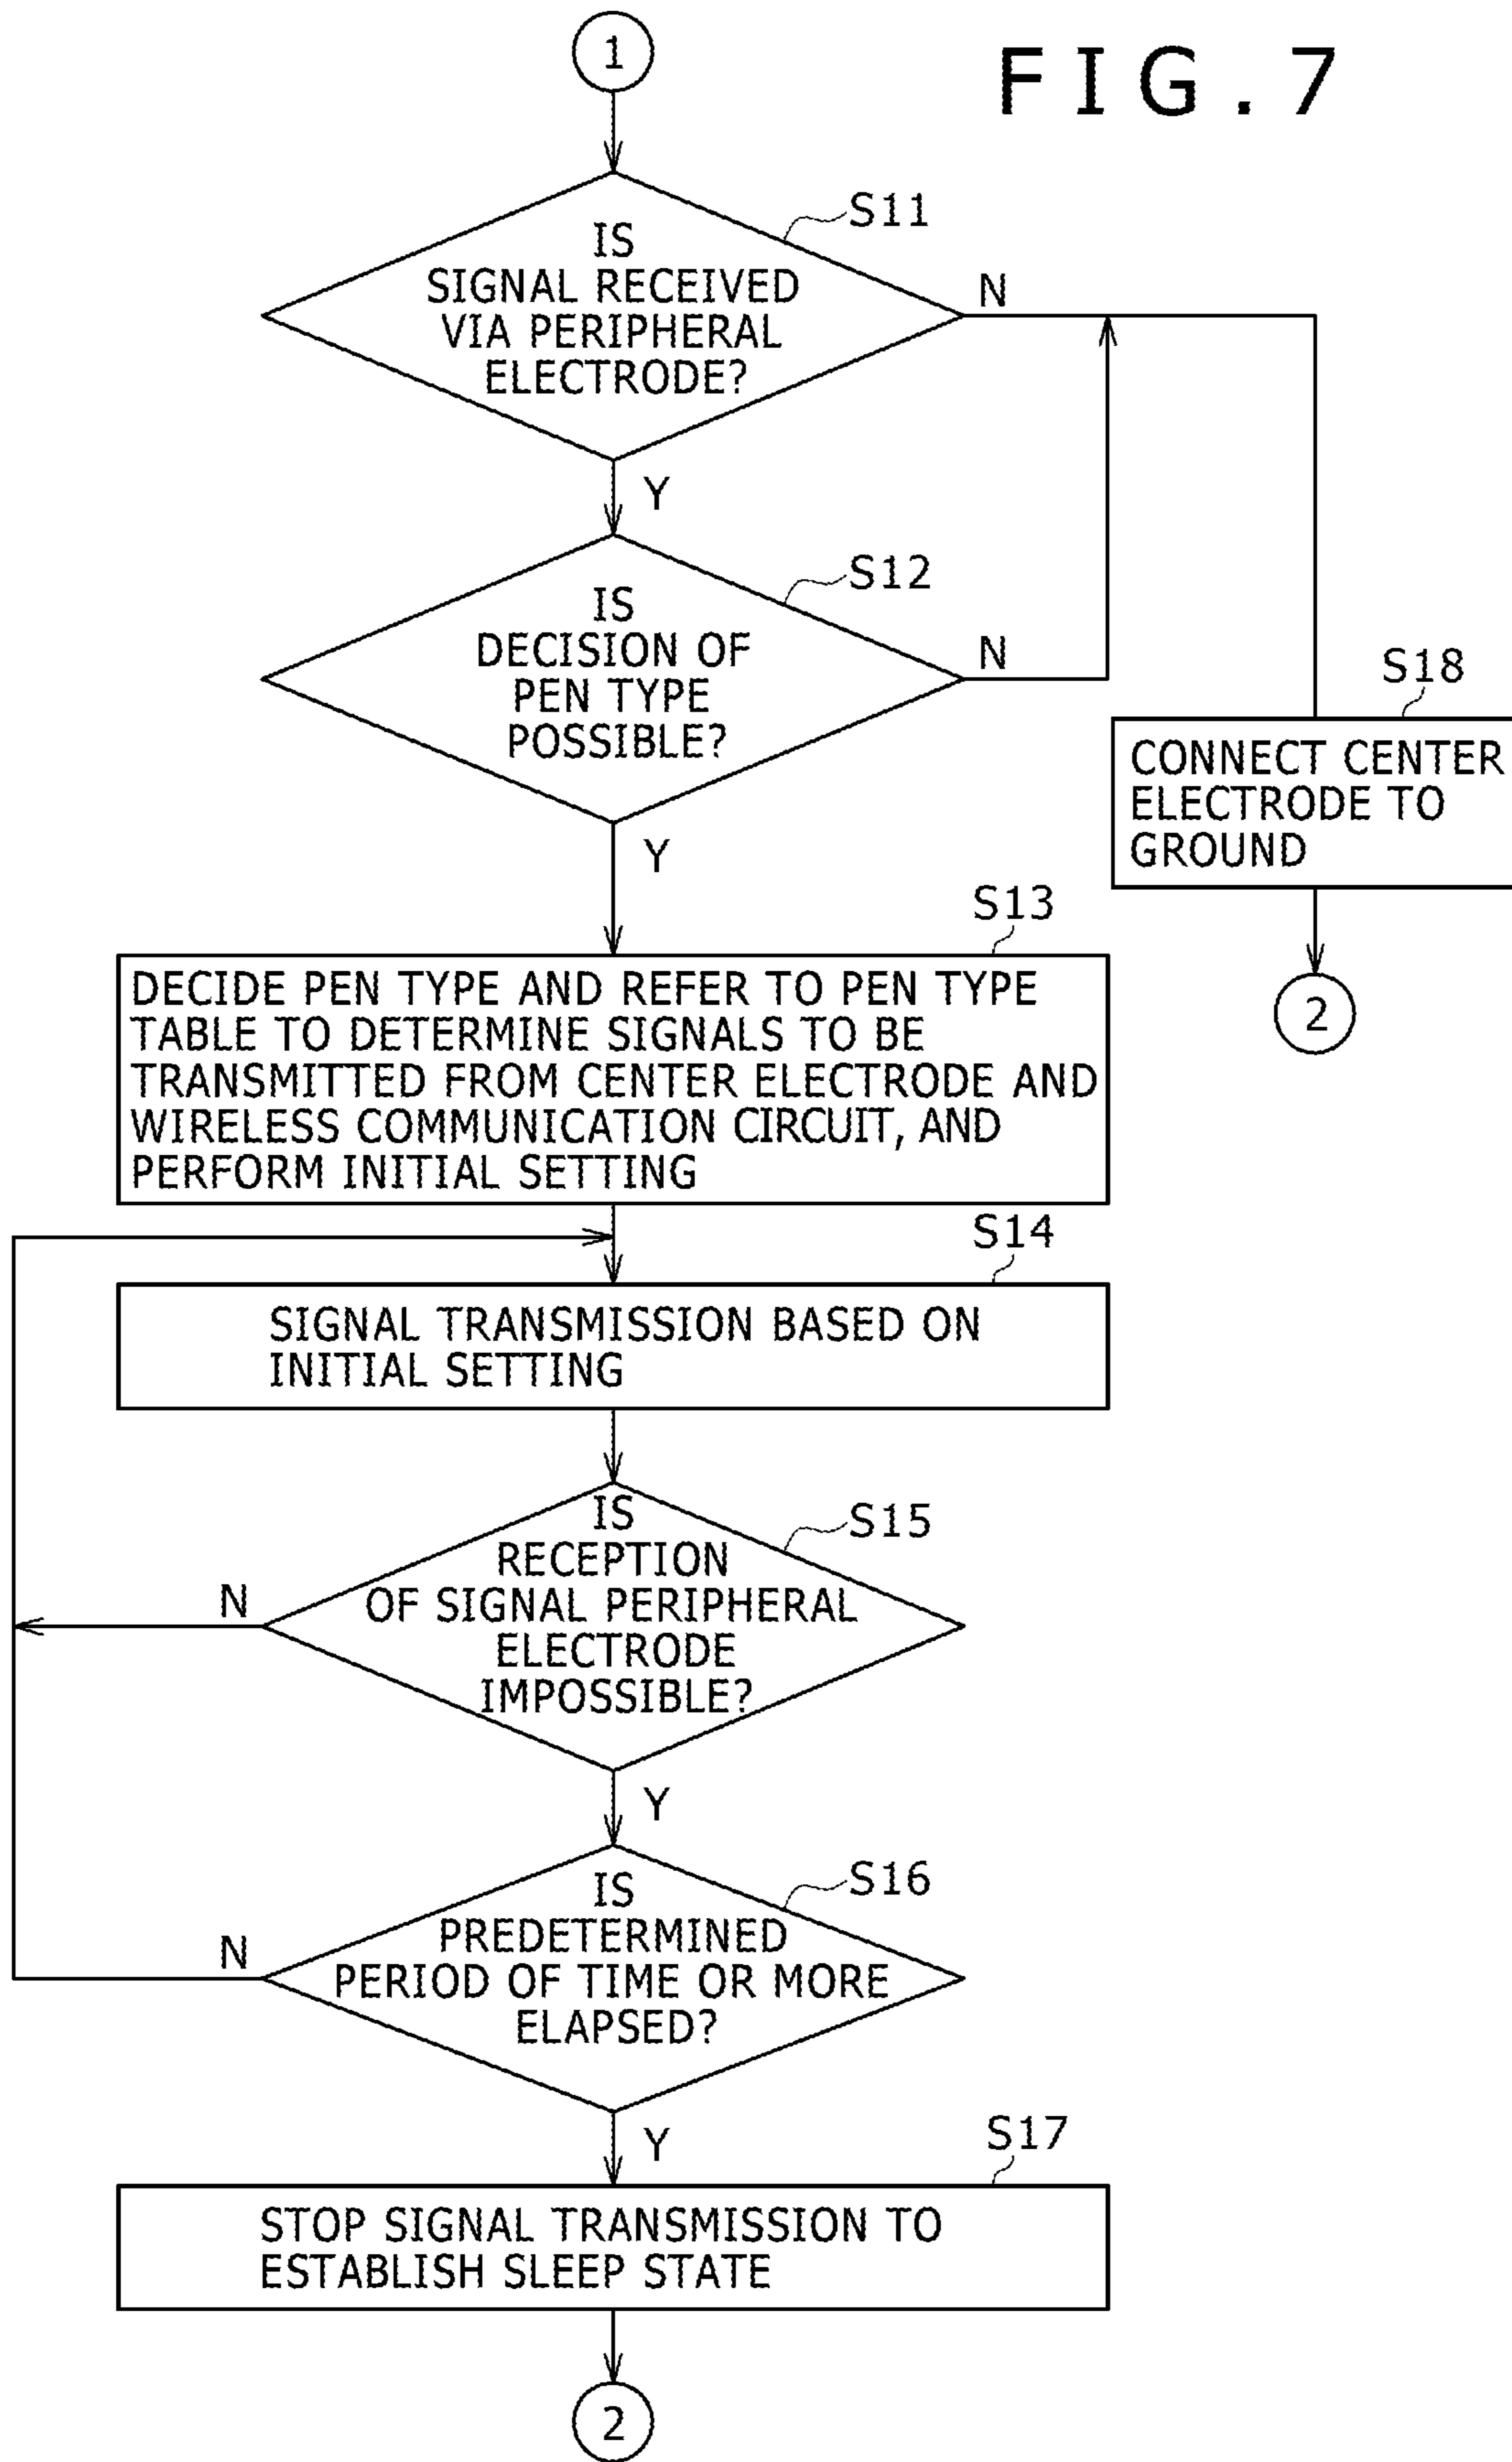 1
FIG.7
S11
IS
SIGNAL RECEIVED
VIA PERIPHERAL
ELECTRODE?
N
Y
S12
IS
DECISION OF
PEN TYPE
POSSIBLE?
N
Y
S18
CONNECT CENTER
ELECTRODE TO
GROUND
2
S13
DECIDE PEN TYPE AND REFER TO PEN TYPE
TABLE TO DETERMINE SIGNALS TO BE
TRANSMITTED FROM CENTER ELECTRODE AND
WIRELESS COMMUNICATION CIRCUIT, AND
PERFORM INITIAL SETTING
S14
SIGNAL TRANSMISSION BASED ON
INITIAL SETTING
S15
IS
RECEPTION
OF SIGNAL PERIPHERAL
ELECTRODE
IMPOSSIBLE?
N
Y
S16
IS
PREDETERMINED
PERIOD OF TIME OR MORE
ELAPSED?
N
Y
S17
STOP SIGNAL TRANSMISSION TO
ESTABLISH SLEEP STATE
2